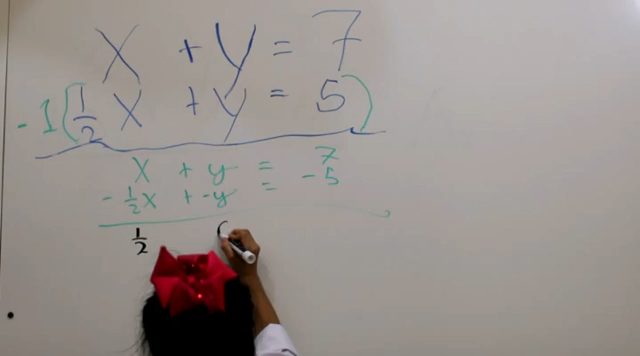 x + y = 7
-1(1/2 x + y = 5)
x + y = 7
-1/2x + -y = -5
1/2